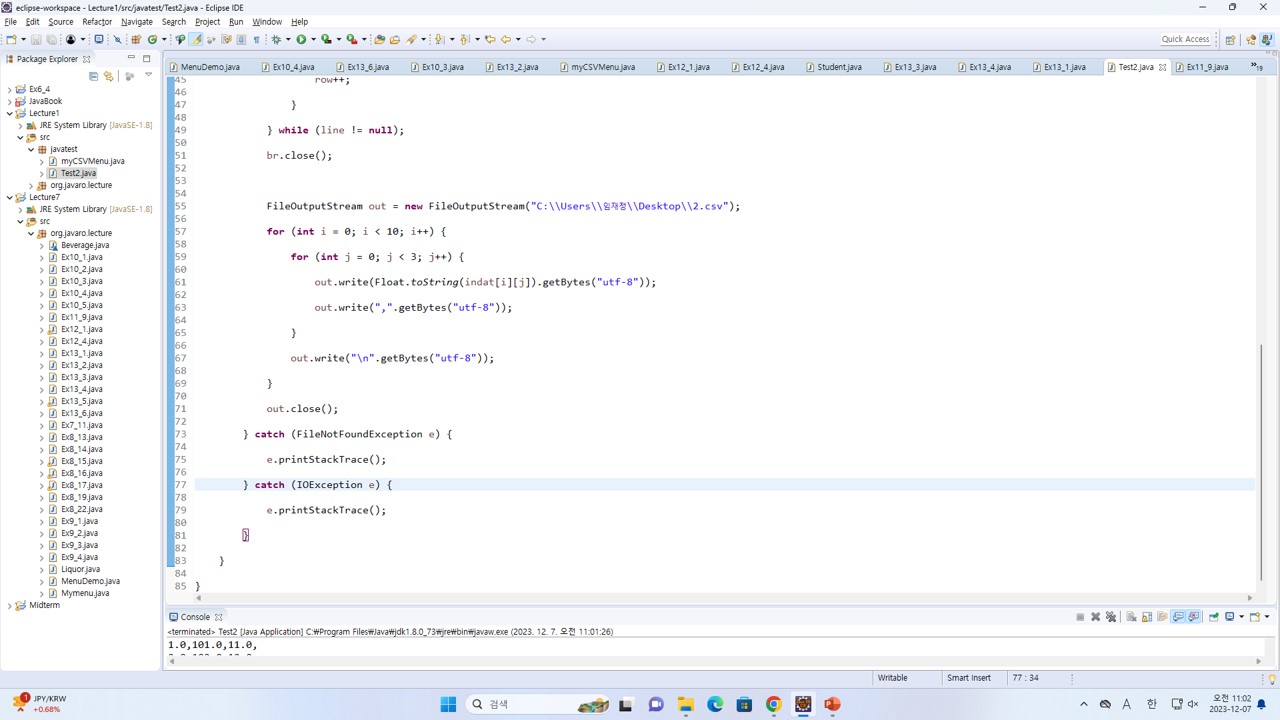 eclipse-workspace - Lecture1/src/javatest/Test2.java - Eclipse IDE
File Edit Source Refactor Navigate Search Project Run Window Help
Quick Access
Package Explorer
MenuDemo.java Ex10_4.java Ex13_6.java Ex10_3.java Ex13_2.java myCSVMenu.java Ex12_1.java Ex12_4.java Student.java Ex13_3.java Ex13_4.java Ex13_1.java Test2.java Ex11_9.java »19
Ex6_4
JavaBook
Lecture1
JRE System Library [JavaSE-1.8]
src
javatest
myCSVMenu.java
Test2.java
org.javaro.lecture
Lecture7
JRE System Library [JavaSE-1.8]
src
org.javaro.lecture
Beverage.java
Ex10_1.java
Ex10_2.java
Ex10_3.java
Ex10_4.java
Ex10_5.java
Ex11_9.java
Ex12_1.java
Ex12_4.java
Ex13_1.java
Ex13_2.java
Ex13_3.java
Ex13_4.java
Ex13_5.java
Ex13_6.java
Ex7_11.java
Ex8_13.java
Ex8_14.java
Ex8_15.java
Ex8_16.java
Ex8_17.java
Ex8_19.java
Ex8_22.java
Ex9_1.java
Ex9_2.java
Ex9_3.java
Ex9_4.java
Liquor.java
MenuDemo.java
Mymenu.java
Midterm
45 row++;
46
47 }
48
49 } while (line != null);
50
51 br.close();
52
53
54
55 FileOutputStream out = new FileOutputStream("C:\\Users\\임재정\\Desktop\\2.csv");
56
57 for (int i = 0; i < 10; i++) {
58
59 for (int j = 0; j < 3; j++) {
60
61 out.write(Float.toString(indat[i][j]).getBytes("utf-8"));
62
63 out.write(",".getBytes("utf-8"));
64
65 }
66
67 out.write("\n".getBytes("utf-8"));
68
69 }
70
71 out.close();
72
73 } catch (FileNotFoundException e) {
74
75 e.printStackTrace();
76
77 } catch (IOException e) {
78
79 e.printStackTrace();
80
81 }
82
83 }
84
85 }
Console
<terminated> Test2 [Java Application] C:₩Program Files₩Java₩jdk1.8.0_73₩jre₩bin₩javaw.exe (2023. 12. 7. 오전 11:01:26)
1.0,101.0,11.0,
Writable Smart Insert 77 : 34
1 JPY/KRW
+0.68%
검색
A 한
오전 11:02
2023-12-07